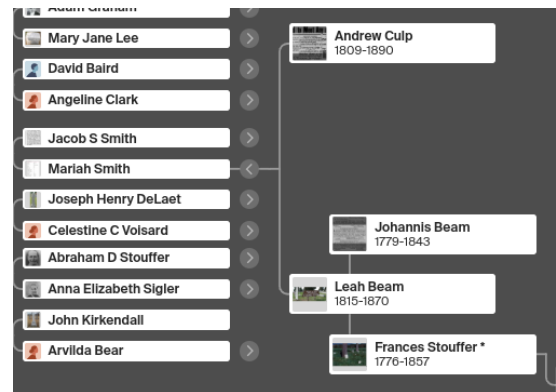 Adam Graham
Mary Jane Lee
David Baird
Angeline Clark
Jacob S Smith
Mariah Smith
Joseph Henry DeLaet
Celestine C Voisard
Abraham D Stouffer
Anna Elizabeth Sigler
John Kirkendall
Arvilda Bear
Andrew Culp
1809-1890
Johannis Beam
1779-1843
Leah Beam
1815-1870
Frances Stouffer *
1776-1857